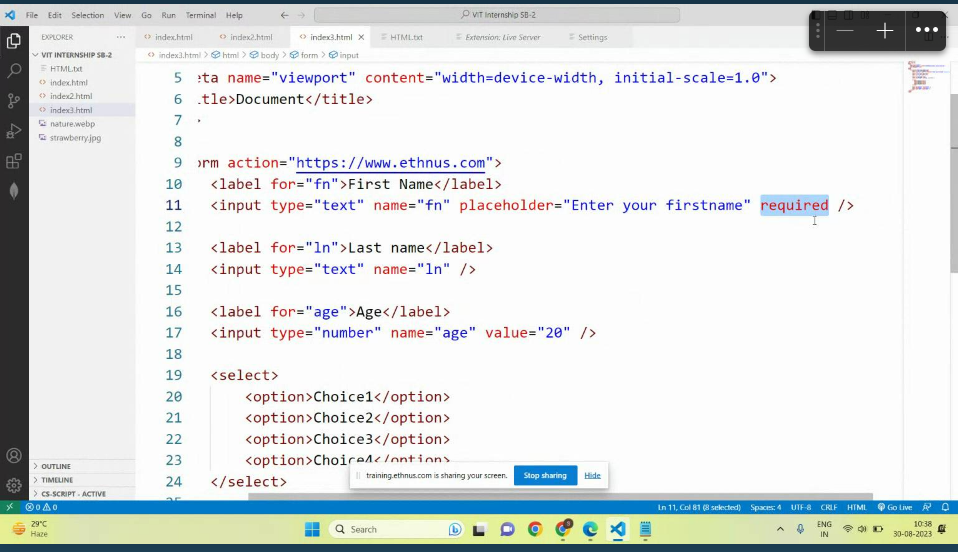 File Edit Selection View Go Run Terminal Help
VIT Internship SB-2
EXPLORER
index.html
index2.html
index3.html
HTML.txt
Extension: Live Server
Settings
VIT INTERNSHIP SB-2
HTML.txt
index.html
index2.html
index3.html
nature.webp
strawberry.jpg
OUTLINE
TIMELINE
CS-SCRIPT - ACTIVE
index3.html > html > body > form > input
5 eta name="viewport" content="width=device-width, initial-scale=1.0">
6 itle>Document</title>
7 >
8
9 orm action="https://www.ethnus.com">
10 <label for="fn">First Name</label>
11 <input type="text" name="fn" placeholder="Enter your firstname" required />
12
13 <label for="ln">Last name</label>
14 <input type="text" name="ln" />
15
16 <label for="age">Age</label>
17 <input type="number" name="age" value="20" />
18
19 <select>
20 <option>Choice1</option>
21 <option>Choice2</option>
22 <option>Choice3</option>
23 <option>Choice4</option>
24 </select>
training.ethnus.com is sharing your screen. Stop sharing Hide
0 0 Ln 11, Col 81 (8 selected) Spaces: 4 UTF-8 CRLF HTML Go Live
29°C
Haze
Search
ENG
IN
10:38
30-08-2023